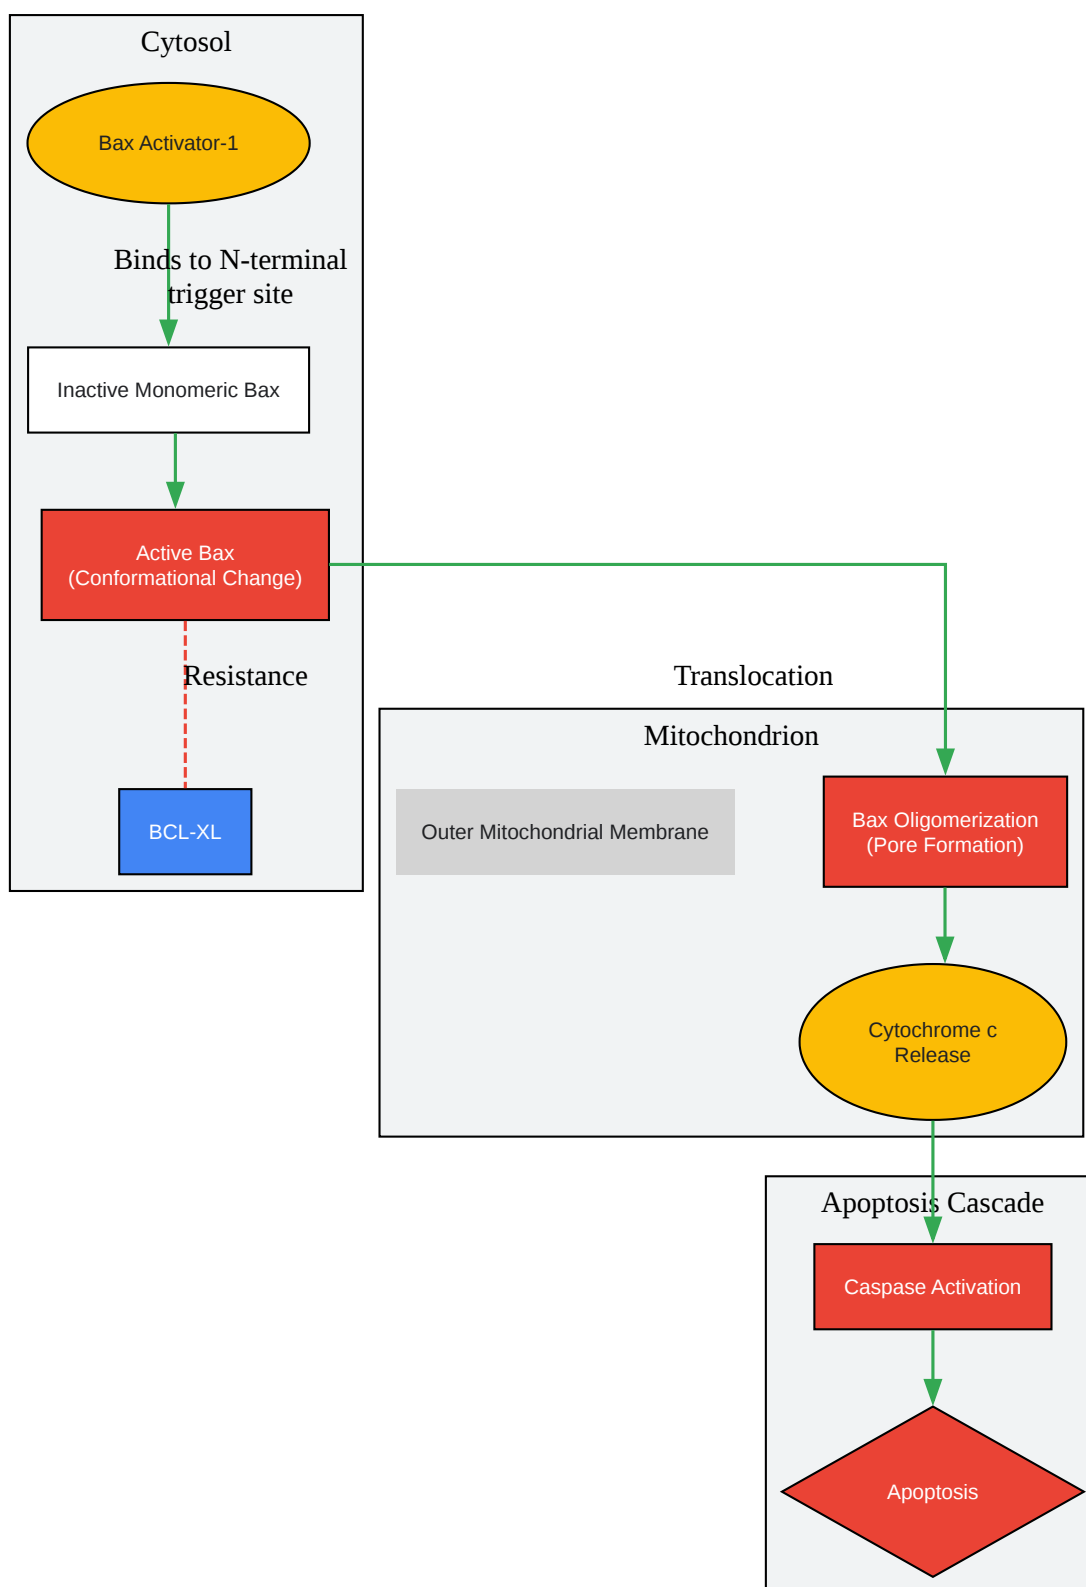 Cytosol
Bax Activator-1
Binds to N-terminal
trigger site
Inactive Monomeric Bax
Active Bax
(Conformational Change)
Resistance
BCL-XL
Translocation
Mitochondrion
Outer Mitochondrial Membrane
Bax Oligomerization
(Pore Formation)
Cytochrome c
Release
Apoptosis Cascade
Caspase Activation
Apoptosis